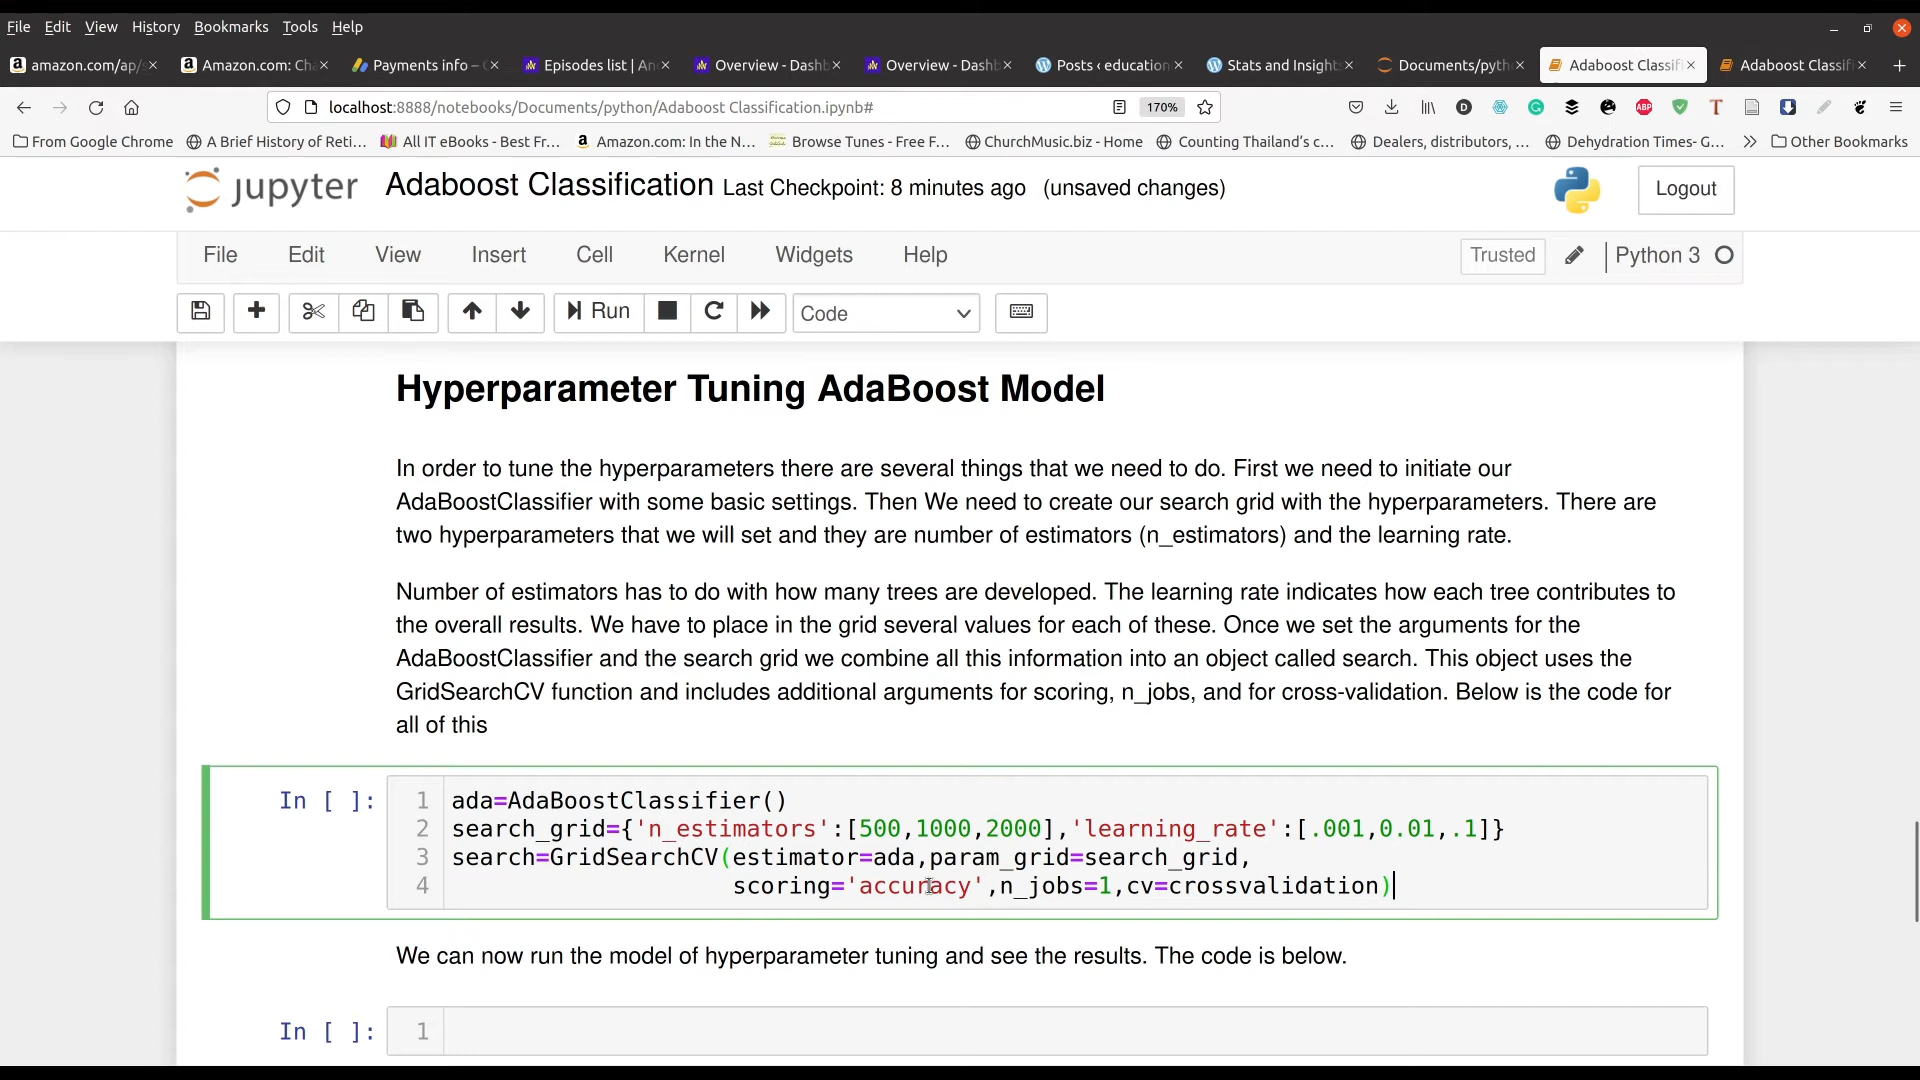 File Edit View History Bookmarks Tools Help
amazon.com/ap/s Amazon.com: Cha Payments info – Episodes list | An Overview - Dashb Overview - Dashb Posts ‹ education Stats and Insights Documents/pyth Adaboost Classif Adaboost Classif
localhost:8888/notebooks/Documents/python/Adaboost Classification.ipynb# 170%
From Google Chrome A Brief History of Reti... All IT eBooks - Best Fr... Amazon.com: In the N... Browse Tunes - Free F... ChurchMusic.biz - Home Counting Thailand's c... Dealers, distributors, ... Dehydration Times- G... Other Bookmarks
jupyter Adaboost Classification Last Checkpoint: 8 minutes ago (unsaved changes) Logout
File Edit View Insert Cell Kernel Widgets Help Trusted Python 3
Run Code
Hyperparameter Tuning AdaBoost Model
In order to tune the hyperparameters there are several things that we need to do. First we need to initiate our
AdaBoostClassifier with some basic settings. Then We need to create our search grid with the hyperparameters. There are
two hyperparameters that we will set and they are number of estimators (n_estimators) and the learning rate.
Number of estimators has to do with how many trees are developed. The learning rate indicates how each tree contributes to
the overall results. We have to place in the grid several values for each of these. Once we set the arguments for the
AdaBoostClassifier and the search grid we combine all this information into an object called search. This object uses the
GridSearchCV function and includes additional arguments for scoring, n_jobs, and for cross-validation. Below is the code for
all of this
In [ ]: 1 ada=AdaBoostClassifier()
2 search_grid={'n_estimators':[500,1000,2000],'learning_rate':[.001,0.01,.1]}
3 search=GridSearchCV(estimator=ada,param_grid=search_grid,
4 scoring='accuracy',n_jobs=1,cv=crossvalidation)
We can now run the model of hyperparameter tuning and see the results. The code is below.
In [ ]: 1